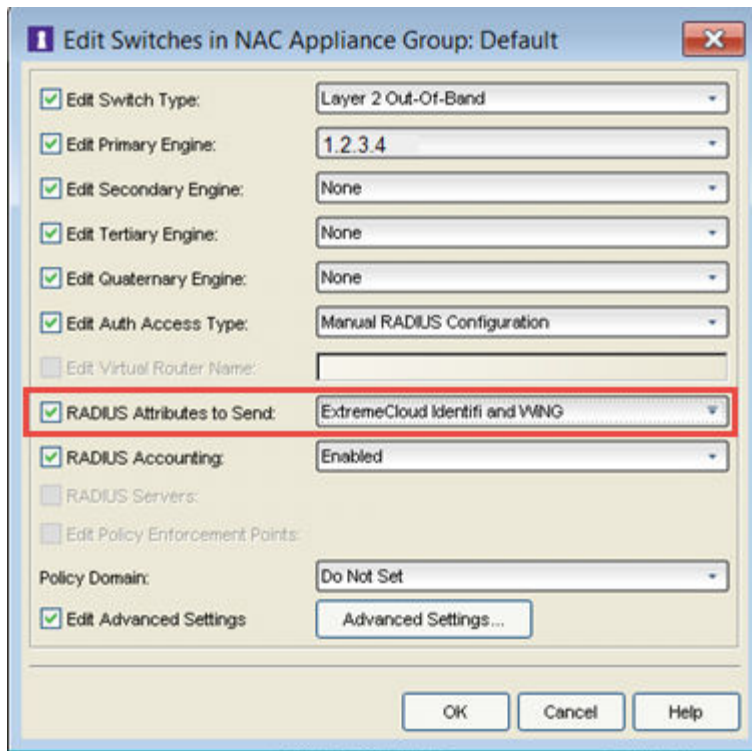 Edit Switches in NAC Appliance Group: Default
Edit Switch Type: Layer 2 Out-Of-Band
Edit Primary Engine: 1.2.3.4
Edit Secondary Engine: None
Edit Tertiary Engine: None
Edit Quaternary Engine: None
Edit Auth Access Type: Manual RADIUS Configuration
Edit Virtual Router Name:
RADIUS Attributes to Send: ExtremeCloud Identifi and WiNG
RADIUS Accounting: Enabled
RADIUS Servers:
Edit Policy Enforcement Points:
Policy Domain: Do Not Set
Edit Advanced Settings Advanced Settings...
OK Cancel Help